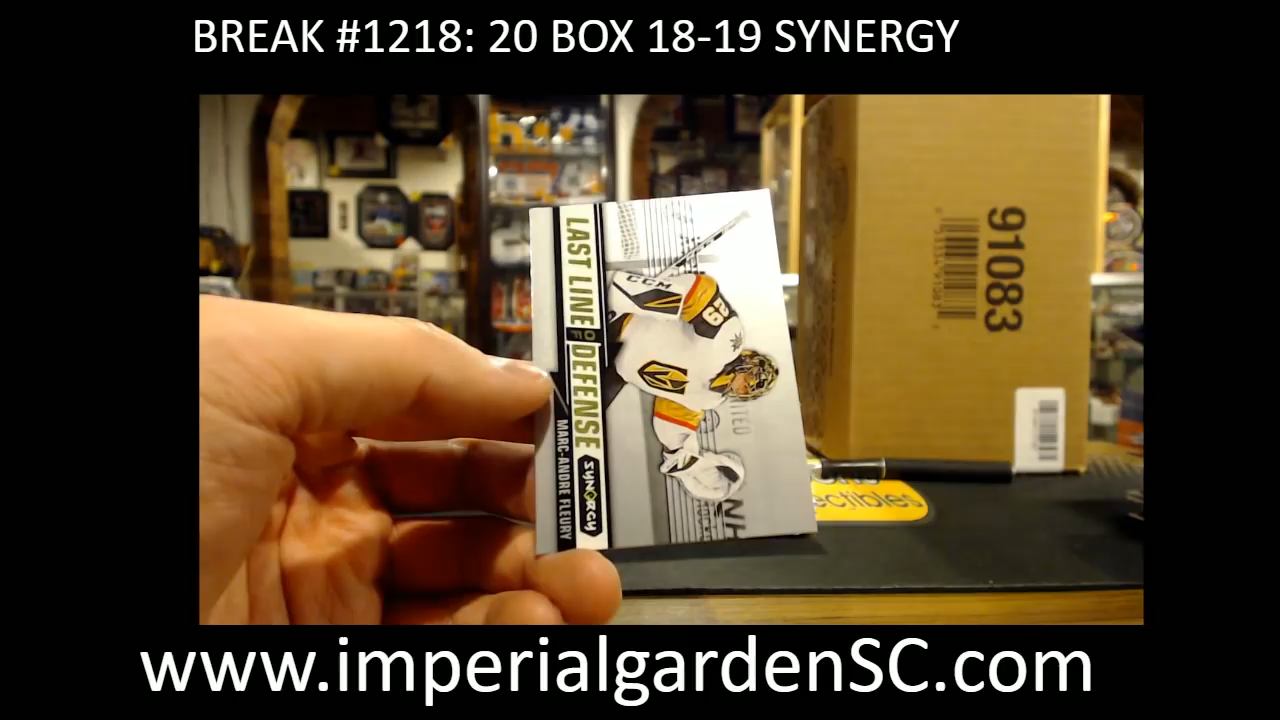 BREAK #1218: 20 BOX 18-19 SYNERGY
91083
LAST LINE OF DEFENSE
SYNERGY
MARC-ANDRE FLEURY
CCM
29
www.imperialgardenSC.com